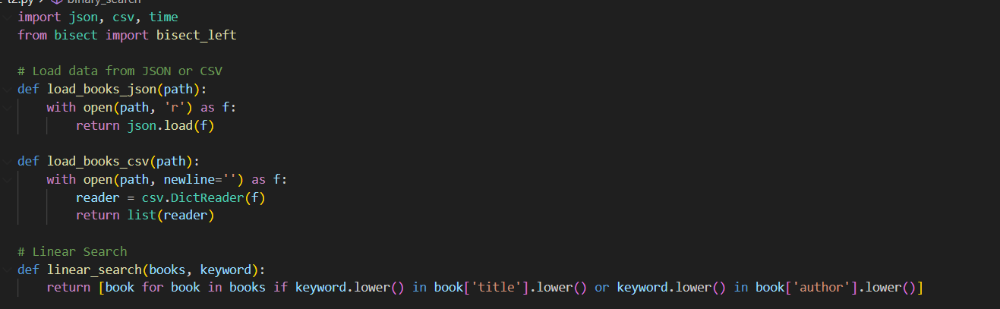 t2.py > binary_search
import json, csv, time
from bisect import bisect_left
# Load data from JSON or CSV
def load_books_json(path):
    with open(path, 'r') as f:
        return json.load(f)
def load_books_csv(path):
    with open(path, newline='') as f:
        reader = csv.DictReader(f)
        return list(reader)
# Linear Search
def linear_search(books, keyword):
    return [book for book in books if keyword.lower() in book['title'].lower() or keyword.lower() in book['author'].lower()]